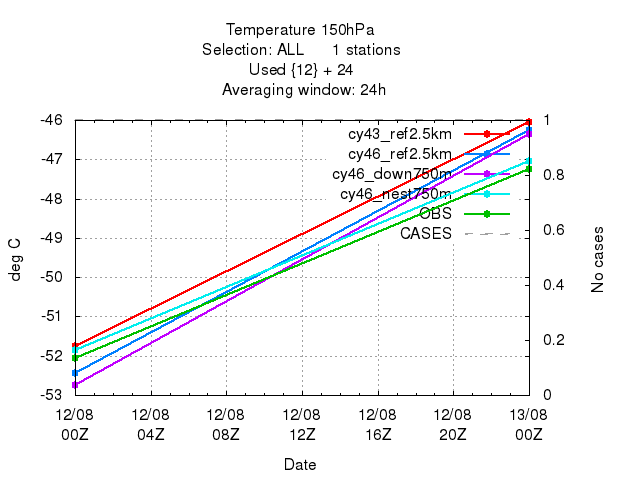 Temperature 150hPa
Selection: ALL 1 stations
Used {12} + 24
Averaging window: 24h
-46
-47
-48
-49
-50
-51
-52
-53
deg C
1
0.8
0.6
0.4
0.2
0
No cases
cy43_ref2.5km
cy46_ref2.5km
cy46_down750m
cy46_nest750m
OBS
CASES
12/08 12/08 12/08 12/08 12/08 12/08 13/08
00Z 04Z 08Z 12Z 16Z 20Z 00Z
Date